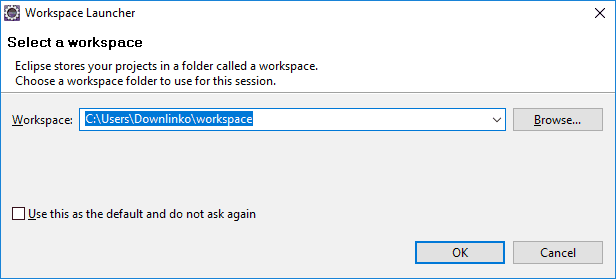 Workspace Launcher
Select a workspace
Eclipse stores your projects in a folder called a workspace.
Choose a workspace folder to use for this session.
Workspace: C:\Users\Downlinko\workspace Browse...
Use this as the default and do not ask again
OK Cancel